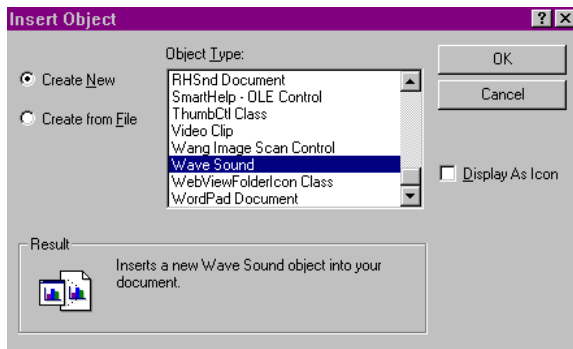 Insert Object
Object Type:
Create New
Create from File
RHSnd Document
SmartHelp - OLE Control
ThumbCtl Class
Video Clip
Wang Image Scan Control
Wave Sound
WebViewFolderIcon Class
WordPad Document
OK
Cancel
Display As Icon
Result
Inserts a new Wave Sound object into your
document.